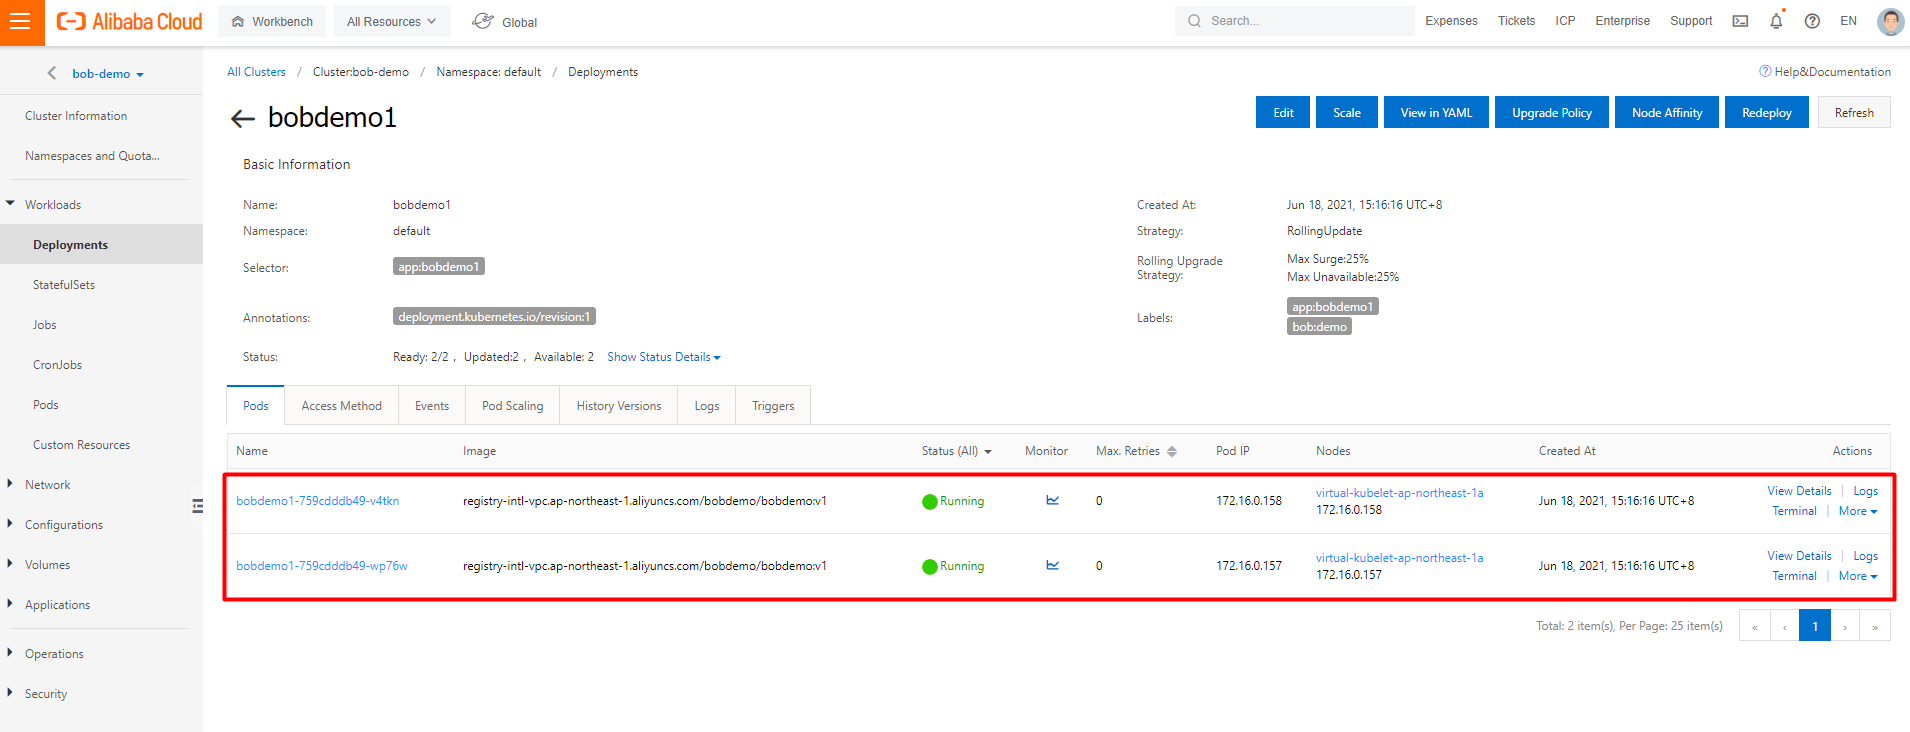 Alibaba Cloud Workbench All Resources Global Search... Expenses Tickets ICP Enterprise Support EN
bob-demo
Cluster Information
Namespaces and Quota...
Workloads
Deployments
StatefulSets
Jobs
CronJobs
Pods
Custom Resources
Network
Configurations
Volumes
Applications
Operations
Security
All Clusters / Cluster:bob-demo / Namespace: default / Deployments Help&Documentation
bobdemo1 Edit Scale View in YAML Upgrade Policy Node Affinity Redeploy Refresh
Basic Information
Name: bobdemo1 Created At: Jun 18, 2021, 15:16:16 UTC+8
Namespace: default Strategy: RollingUpdate
Selector: app:bobdemo1 Rolling Upgrade Max Surge:25%
Strategy: Max Unavailable:25%
Annotations: deployment.kubernetes.io/revision:1 Labels: app:bobdemo1
bob:demo
Status: Ready: 2/2 , Updated:2 , Available: 2 Show Status Details
Pods Access Method Events Pod Scaling History Versions Logs Triggers
Name Image Status (All) Monitor Max. Retries Pod IP Nodes Created At Actions
bobdemo1-759cdddb49-v4tkn registry-intl-vpc.ap-northeast-1.aliyuncs.com/bobdemo/bobdemo:v1 Running 0 172.16.0.158 virtual-kubelet-ap-northeast-1a Jun 18, 2021, 15:16:16 UTC+8 View Details | Logs
172.16.0.158 Terminal | More
bobdemo1-759cdddb49-wp76w registry-intl-vpc.ap-northeast-1.aliyuncs.com/bobdemo/bobdemo:v1 Running 0 172.16.0.157 virtual-kubelet-ap-northeast-1a Jun 18, 2021, 15:16:16 UTC+8 View Details | Logs
172.16.0.157 Terminal | More
Total: 2 item(s), Per Page: 25 item(s) « ‹ 1 › »